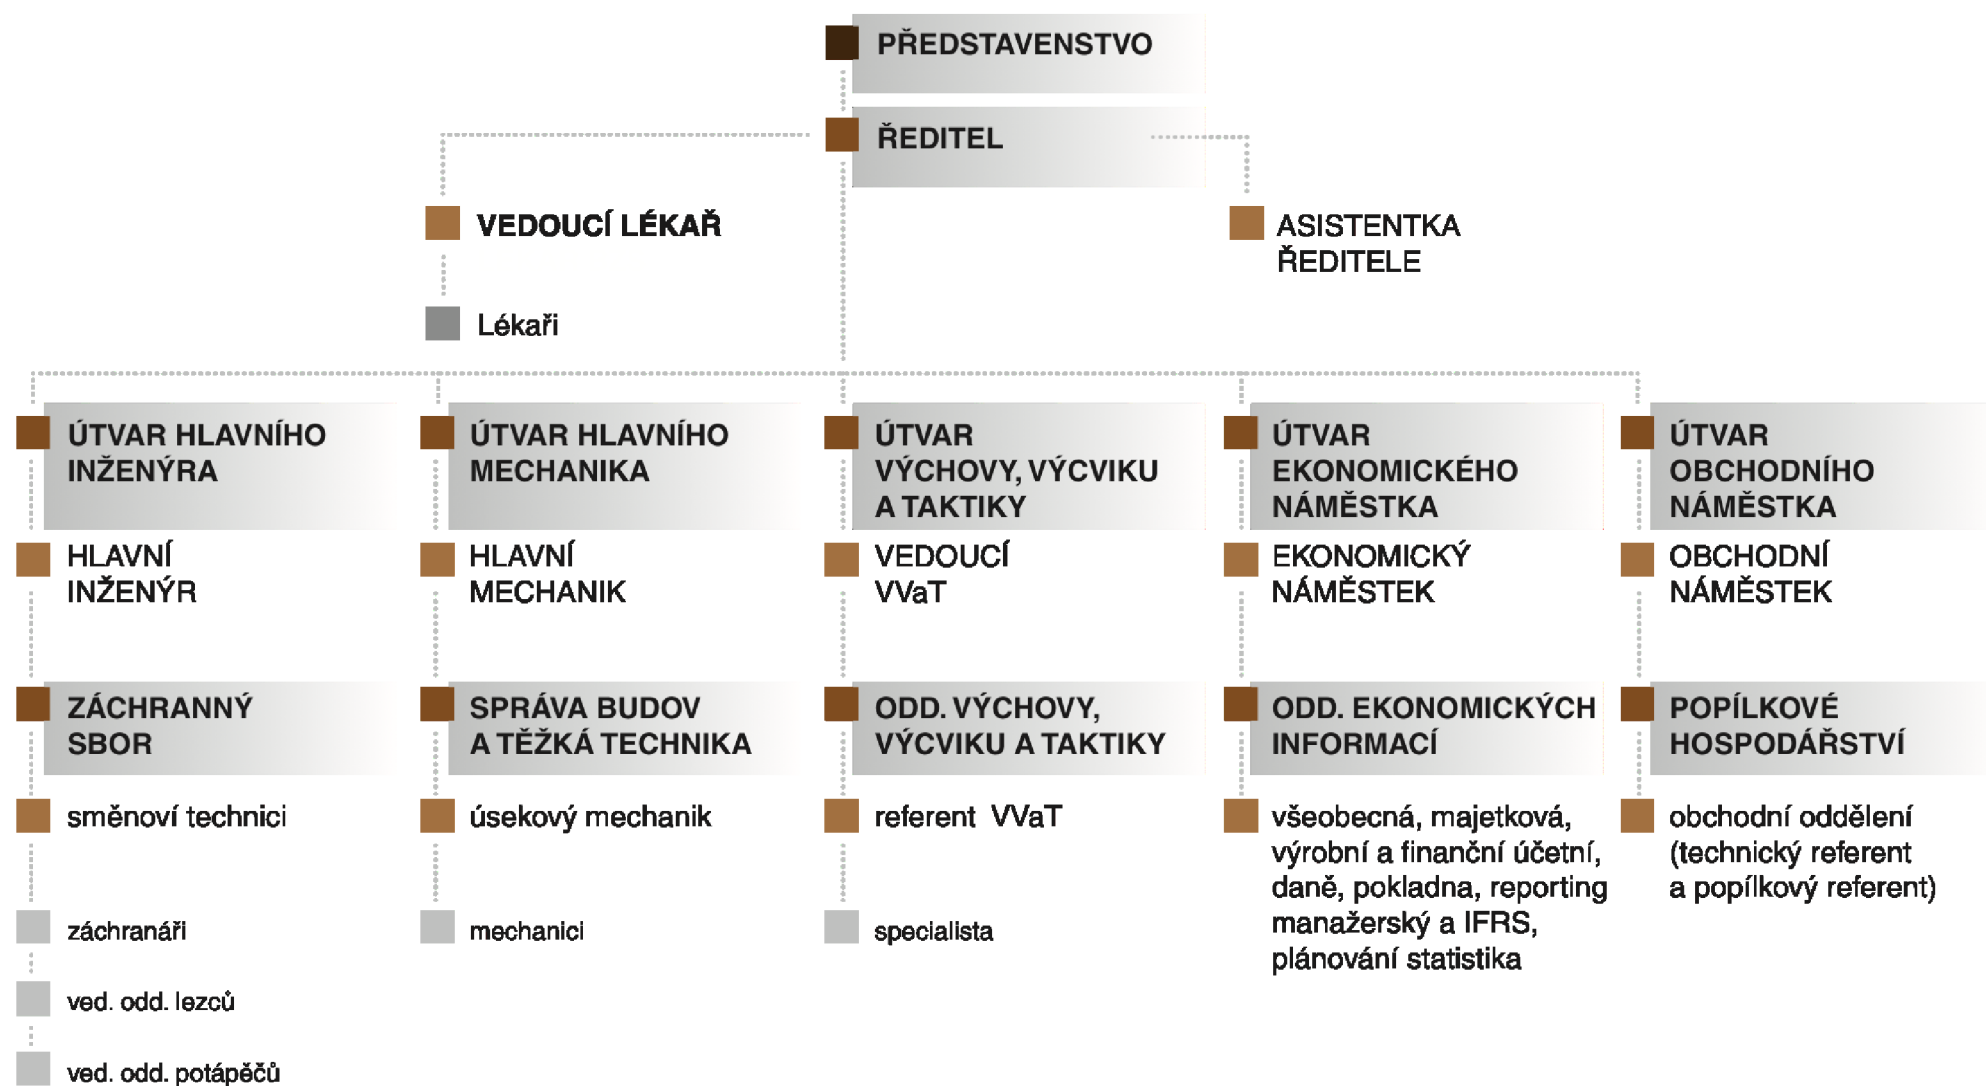 PŘEDSTAVENSTVO
ŘEDITEL
VEDOUCÍ LÉKAŘ
ASISTENTKA
ŘEDITELE
Lékaři
ÚTVAR HLAVNÍHO
INŽENÝRA
HLAVNÍ
INŽENÝR
ZÁCHRANNÝ
SBOR
směnoví technici
záchranáři
ved. odd. lezců
ved. odd. potápěčů
ÚTVAR HLAVNÍHO
MECHANIKA
HLAVNÍ
MECHANIK
SPRÁVA BUDOV
A TĚŽKÁ TECHNIKA
úsekový mechanik
mechanici
ÚTVAR
VÝCHOVY, VÝCVIKU
A TAKTIKY
VEDOUCÍ
VVaT
ODD. VÝCHOVY,
VÝCVIKU A TAKTIKY
referent VVaT
specialista
ÚTVAR
EKONOMICKÉHO
NÁMĚSTKA
EKONOMICKÝ
NÁMĚSTEK
ODD. EKONOMICKÝCH
INFORMACÍ
všeobecná, majetková,
výrobní a finanční účetní,
daně, pokladna, reporting
manažerský a IFRS,
plánování statistika
ÚTVAR
OBCHODNÍHO
NÁMĚSTKA
OBCHODNÍ
NÁMĚSTEK
POPÍLKOVÉ
HOSPODÁŘSTVÍ
obchodní oddělení
(technický referent
a popílkový referent)